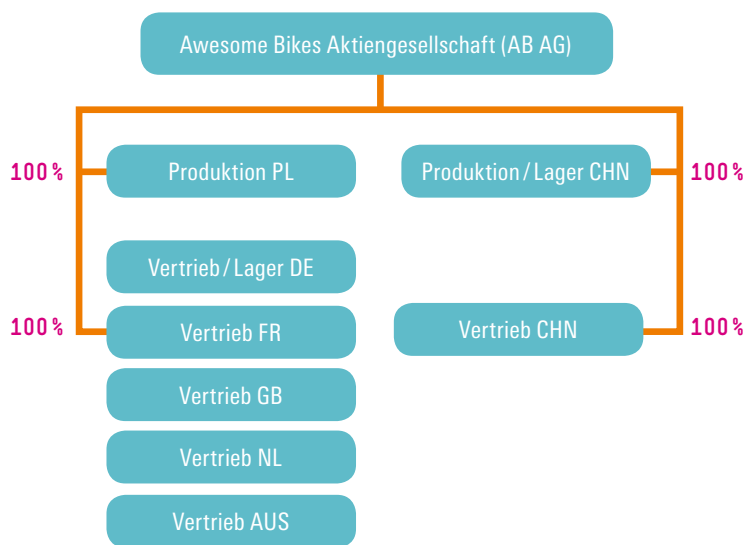 Awesome Bikes Aktiengesellschaft (AB AG)
100 % Produktion PL Produktion / Lager CHN 100 %
Vertrieb / Lager DE
100 % Vertrieb FR Vertrieb CHN 100 %
Vertrieb GB
Vertrieb NL
Vertrieb AUS